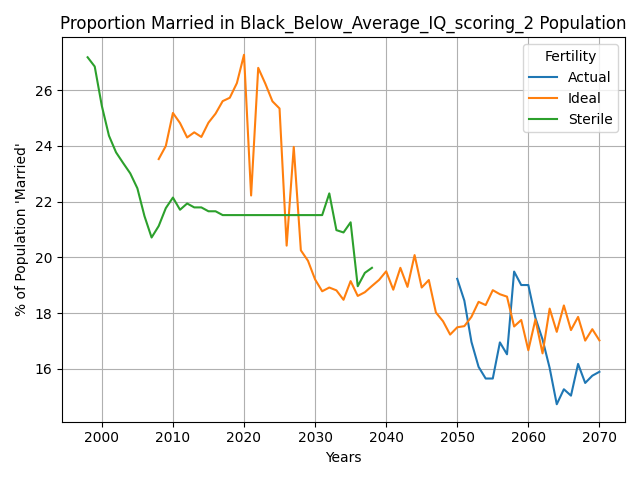 Proportion Married in Black_Below_Average_IQ_scoring_2 Population
% of Population 'Married'
26
24
22
20
18
16
Fertility
Actual
Ideal
Sterile
2000 2010 2020 2030 2040 2050 2060 2070
Years